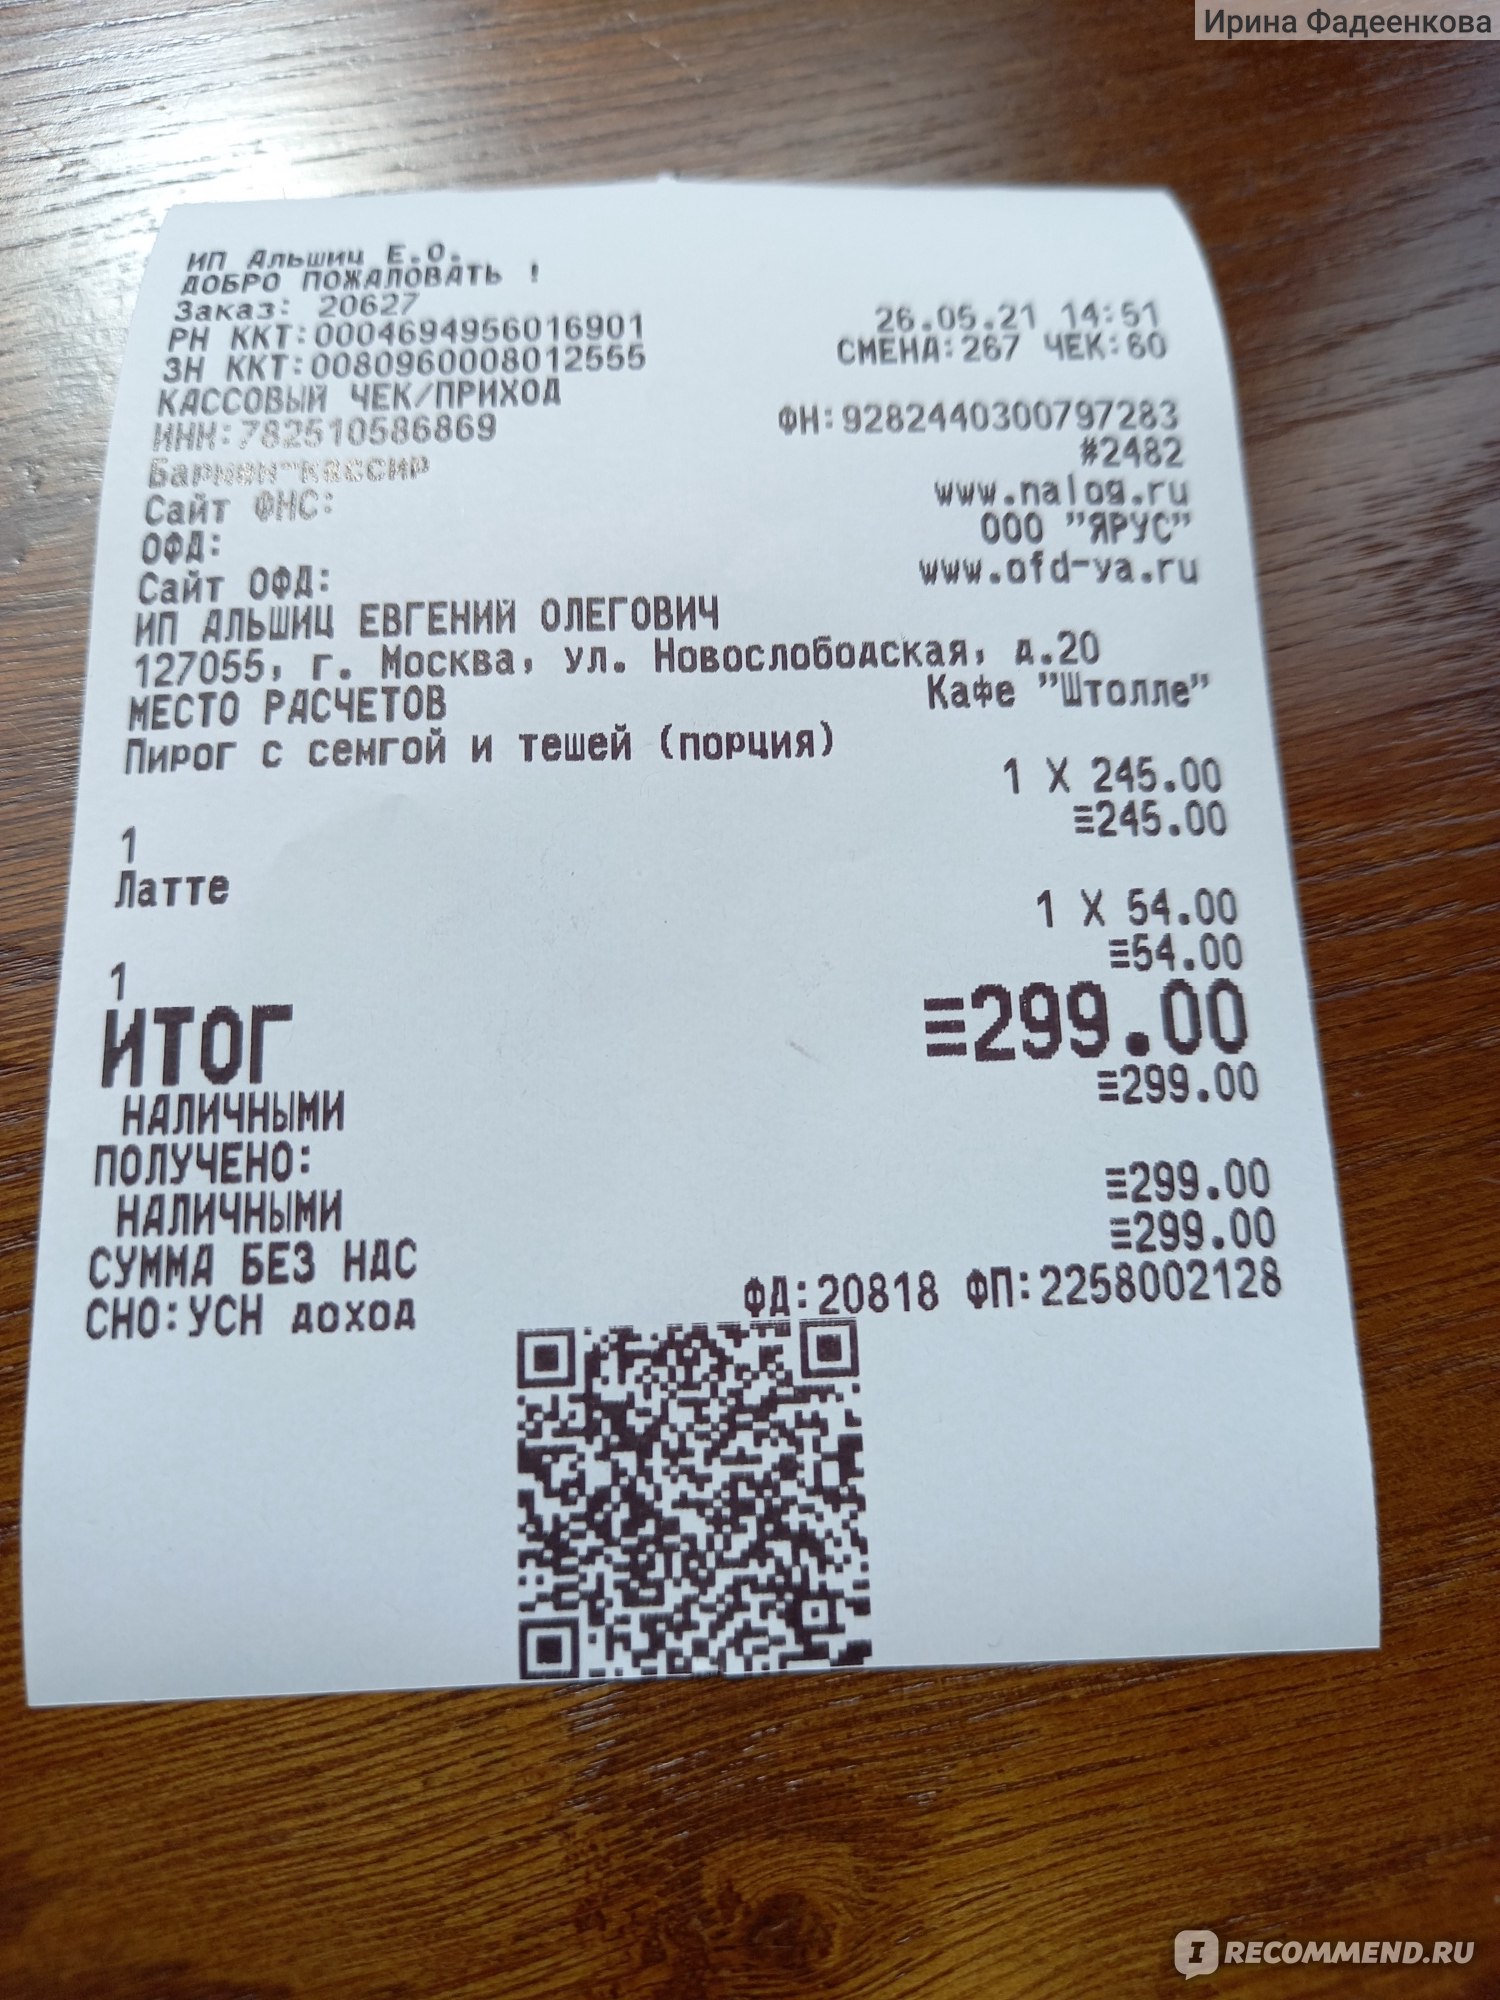 Ирина Фадеенкова
ИП Альшиц Е.О.
ДОБРО ПОЖАЛОВАТЬ !
Заказ: 20627
РН ККТ:0004694956016901 26.05.21 14:51
ЗН ККТ:00809600008012555 СМЕНА:267 ЧЕК:60
КАССОВЫЙ ЧЕК/ПРИХОД
ИНН:782510586869 ФН:9282440300797283
Бармен-кассир #2482
Сайт ФНС: www.nalog.ru
ОФД: ООО "ЯРУС"
Сайт ОФД: www.ofd-ya.ru
ИП АЛЬШИЦ ЕВГЕНИЙ ОЛЕГОВИЧ
127055, г. Москва, ул. Новослободская, д.20
МЕСТО РАСЧЕТОВ Кафе "Штолле"
Пирог с семгой и тешей (порция)
1 X 245.00
1 ≡245.00
Латте
1 X 54.00
1 ≡54.00
ИТОГ ≡299.00
НАЛИЧНЫМИ ≡299.00
ПОЛУЧЕНО:
НАЛИЧНЫМИ ≡299.00
СУММА БЕЗ НДС ≡299.00
СНО:УСН доход ФД:20818 ФП:2258002128
IRECOMMEND.RU